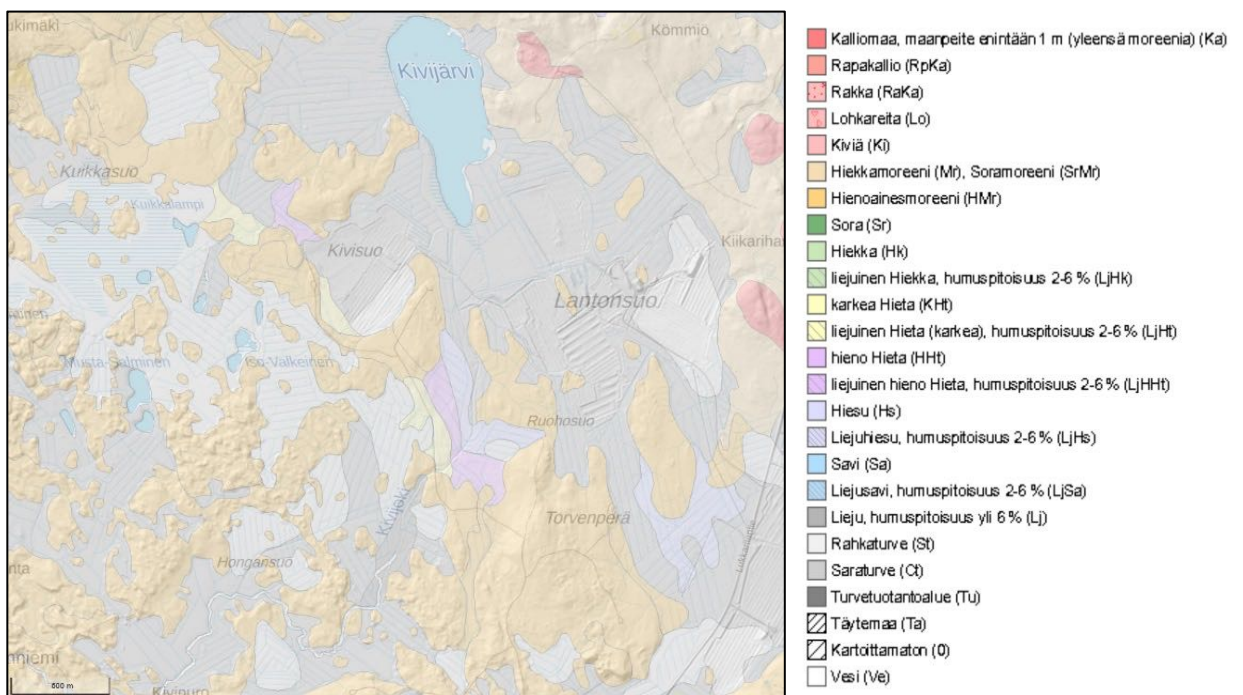 Kömmiö
Kivijärvi
Kuikkasuo
Kuikkalampi
Kivisuo
Kiikarihar
Lantonsuo
Musta-Salminen
Iso-Valkeinen
Ruohosuo
Kivijoki
Torvenperä
Hongansuo
nniemi
Kivipuro
600 m
Kalliomaa, maanpeite enintään 1 m (yleensä moreenia) (Ka)
Rapakallio (RpKa)
Rakka (RaKa)
Lohkareita (Lo)
Kiviä (Ki)
Hiekkamoreeni (Mr), Soramoreeni (SrMr)
Hienoainesmoreeni (HMr)
Sora (Sr)
Hiekka (Hk)
liejuinen Hiekka, humuspitoisuus 2-6 % (LjHk)
karkea Hieta (KHt)
liejuinen Hieta (karkea), humuspitoisuus 2-6 % (LjHt)
hieno Hieta (HHt)
liejuinen hieno Hieta, humuspitoisuus 2-6 % (LjHHt)
Hiesu (Hs)
Liejuhiesu, humuspitoisuus 2-6 % (LjHs)
Savi (Sa)
Liejusavi, humuspitoisuus 2-6 % (LjSa)
Lieju, humuspitoisuus yli 6 % (Lj)
Rahkaturve (St)
Saraturve (Ct)
Turvetuotantoalue (Tu)
Täytemaa (Ta)
Kartoittamaton (0)
Vesi (Ve)